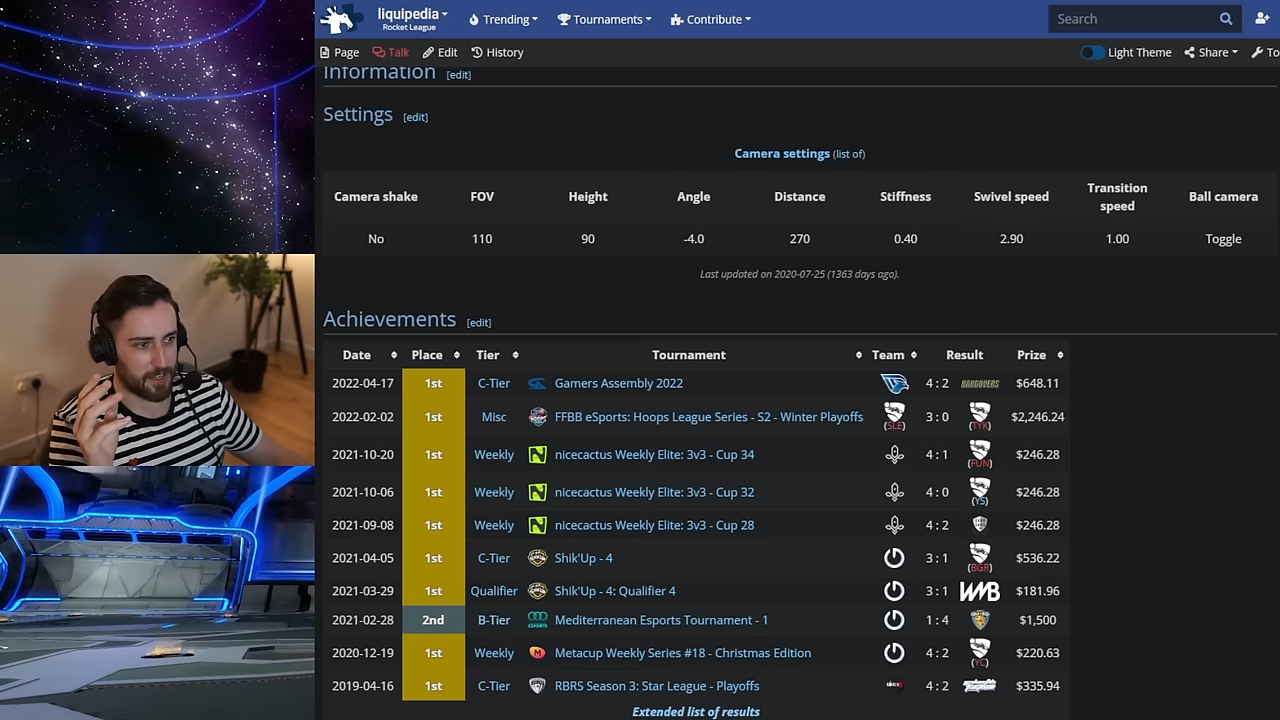 liquipedia
Rocket League
Trending
Tournaments
Contribute
Search
Page
Talk
Edit
History
Light Theme
Share
To
Information [edit]
Settings [edit]
Camera settings (list of)
Camera shake FOV Height Angle Distance Stiffness Swivel speed Transition speed Ball camera
No 110 90 -4.0 270 0.40 2.90 1.00 Toggle
Last updated on 2020-07-25 (1363 days ago).
Achievements [edit]
Date Place Tier Tournament Team Result Prize
2022-04-17 1st C-Tier Gamers Assembly 2022 4 : 2 HANGOVERS $648.11
2022-02-02 1st Misc FFBB eSports: Hoops League Series - S2 - Winter Playoffs (SLE) 3 : 0 (TYK) $2,246.24
2021-10-20 1st Weekly nicecactus Weekly Elite: 3v3 - Cup 34 4 : 1 (FUN) $246.28
2021-10-06 1st Weekly nicecactus Weekly Elite: 3v3 - Cup 32 4 : 0 (YS) $246.28
2021-09-08 1st Weekly nicecactus Weekly Elite: 3v3 - Cup 28 4 : 2 $246.28
2021-04-05 1st C-Tier Shik'Up - 4 3 : 1 (BGR) $536.22
2021-03-29 1st Qualifier Shik'Up - 4: Qualifier 4 3 : 1 $181.96
2021-02-28 2nd B-Tier Mediterranean Esports Tournament - 1 1 : 4 $1,500
2020-12-19 1st Weekly Metacup Weekly Series #18 - Christmas Edition 4 : 2 (YC) $220.63
2019-04-16 1st C-Tier RBRS Season 3: Star League - Playoffs 4 : 2 $335.94
Extended list of results